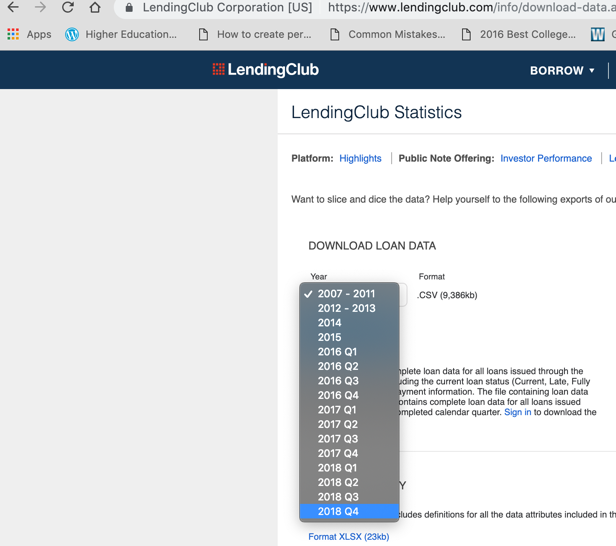 LendingClub Corporation [US]
https://www.lendingclub.com/info/download-data.a
Apps
Higher Education...
How to create per...
Common Mistakes...
2016 Best College...
LendingClub
BORROW
LendingClub Statistics
Platform: Highlights Public Note Offering: Investor Performance
Want to slice and dice the data? Help yourself to the following exports of ou
DOWNLOAD LOAN DATA
Year Format
✓ 2007 - 2011
.CSV (9,386kb)
2012 - 2013
2014
2015
2016 Q1
2016 Q2
2016 Q3
2016 Q4
2017 Q1
2017 Q2
2017 Q3
2017 Q4
2018 Q1
2018 Q2
2018 Q3
2018 Q4
plete loan data for all loans issued through the
uding the current loan status (Current, Late, Fully
ayment information. The file containing loan data
ontains complete loan data for all loans issued
ompleted calendar quarter. Sign in to download the
Y
cludes definitions for all the data attributes included in th
Format XLSX (23kb)